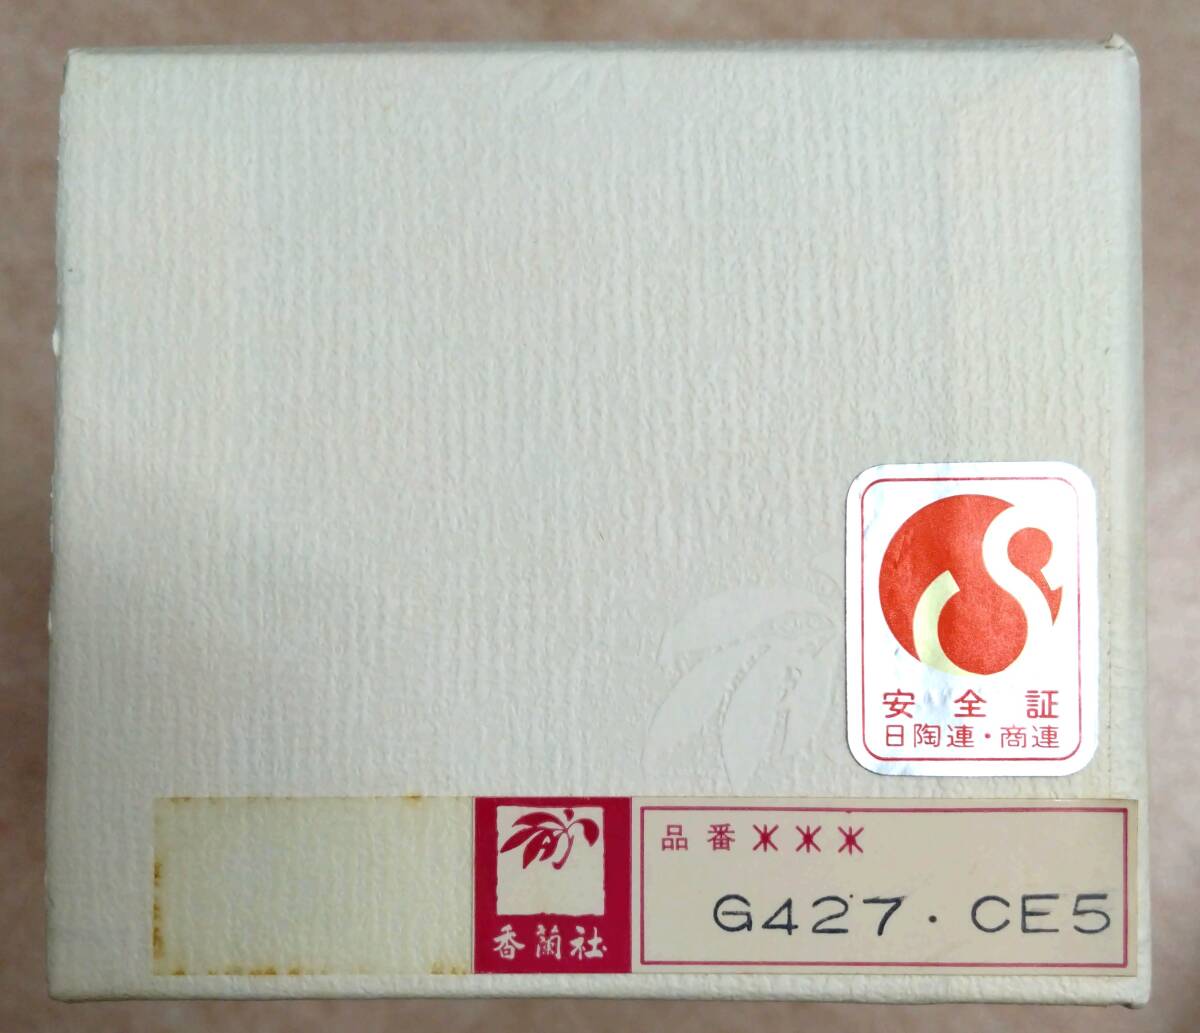 安全証
日陶連・商連
香蘭社
品番 ***
G427・CE5